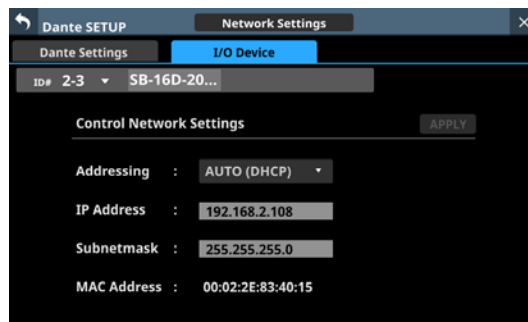 Dante SETUP Network Settings ×
Dante Settings I/O Device
ID# 2-3 SB-16D-20...
Control Network Settings APPLY
Addressing : AUTO (DHCP)
IP Address : 192.168.2.108
Subnetmask : 255.255.255.0
MAC Address : 00:02:2E:83:40:15